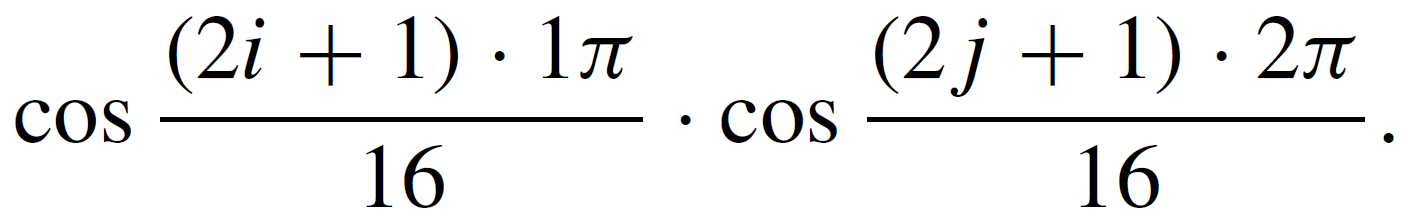 cos (2i + 1) · 1π / 16 · cos (2j + 1) · 2π / 16 .